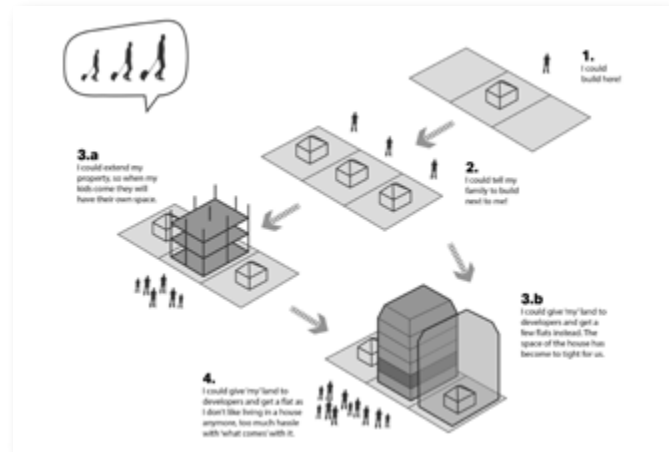 1.
I could
build here!
2.
I could tell my
family to build
next to me!
3.a
I could extend my
property, so when my
kids come they will
have their own space.
3.b
I could give 'my' land to
developers and get a
few flats instead. The
space of the house has
become to tight for us.
4.
I could give 'my' land to
developers and get a flat as
I don't like living in a house
anymore, too much hassle
with 'what comes' with it.